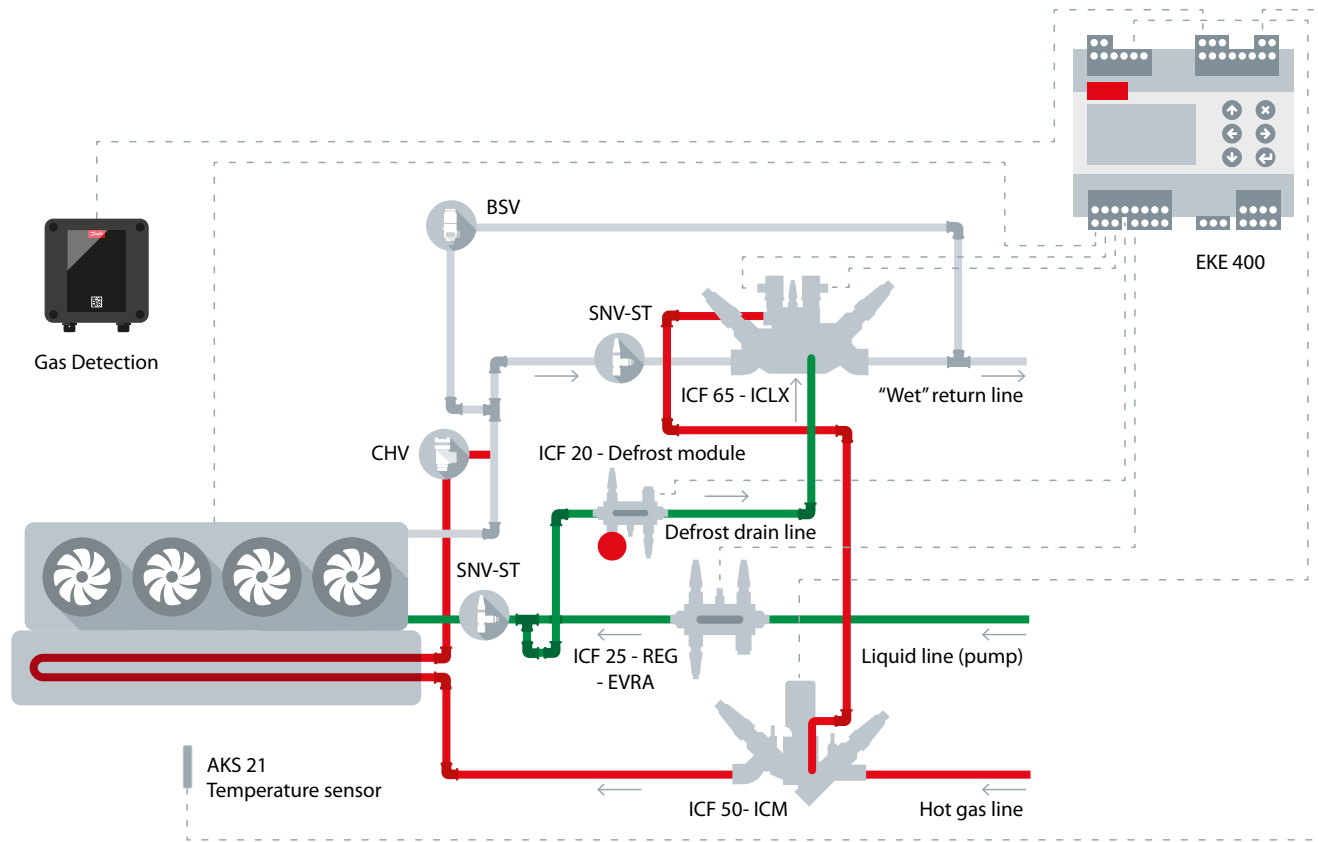 BSV
EKE 400
SNV-ST
Gas Detection
ICF 65 - ICLX
“Wet” return line
CHV
ICF 20 - Defrost module
Defrost drain line
SNV-ST
ICF 25 - REG
- EVRA
Liquid line (pump)
AKS 21
Temperature sensor
ICF 50- ICM
Hot gas line